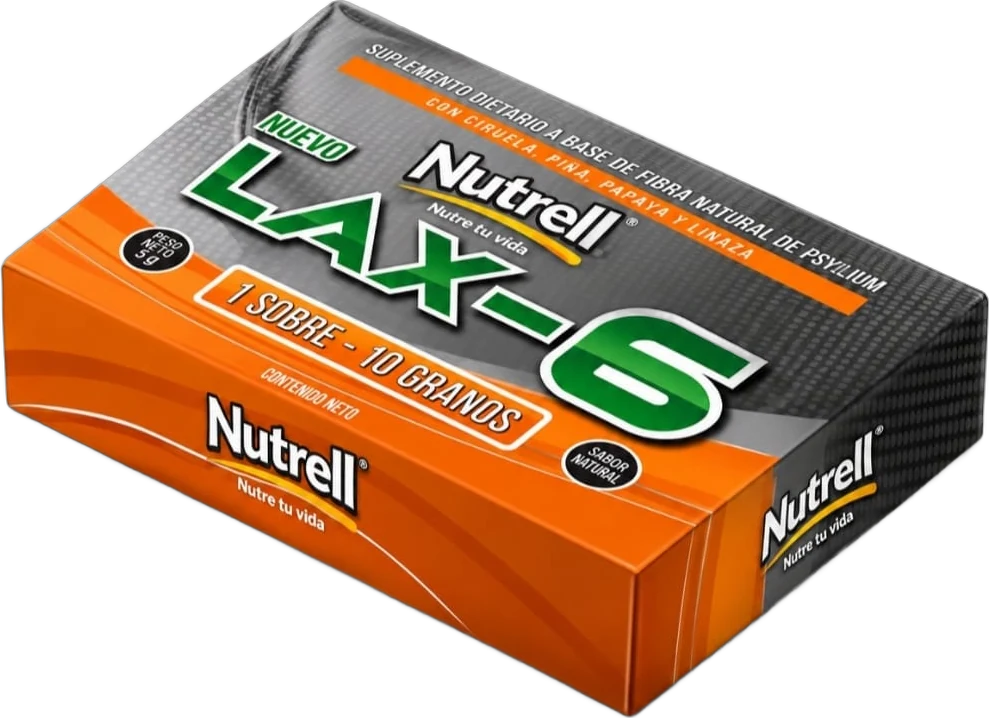 SUPLEMENTO DIETARIO A BASE DE FIBRA NATURAL DE PSYILIUM
CON CIRUELA, PIÑA, PAPAYA Y LINAZA
NUEVO
Nutrell®
Nutre tu vida
LAX-6
PESO
NETO
5 g
1 SOBRE - 10 GRANOS
CONTENIDO NETO
SABOR
NATURAL
Nutrell®
Nutre tu vida
Nutrell®
Nutre tu vida